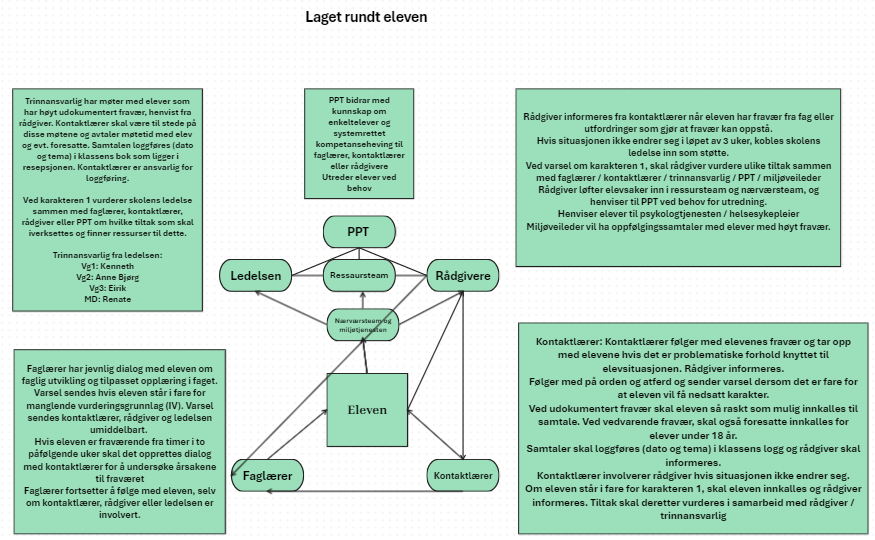 Laget rundt eleven
Trinnansvarlig har møter med elever som
har høyt udokumentert fravær, henvist fra
rådgiver. Kontaktlærer skal være til stede på
disse møtene og avtaler møtetid med elev
og evt. foresatte. Samtalen loggføres (dato
og tema) i klassens bok som ligger i
resepsjonen. Kontaktlærer er ansvarlig for
loggføring.
Ved karakteren 1 vurderer skolens ledelse
sammen med faglærer, kontaktlærer,
rådgiver eller PPT om hvilke tiltak som skal
iverksettes og finner ressurser til dette.
Trinnansvarlig fra ledelsen:
Vg1: Kenneth
Vg2: Anne Bjørg
Vg3: Eirik
MD: Renate
PPT bidrar med
kunnskap om
enkeltelever og
systemrettet
kompetanseheving til
faglærer, kontaktlærer
eller rådgivere
Utreder elever ved
behov
Rådgiver informeres fra kontaktlærer når eleven har fravær fra fag eller
utfordringer som gjør at fravær kan oppstå.
Hvis situasjonen ikke endrer seg i løpet av 3 uker, kobles skolens
ledelse inn som støtte.
Ved varsel om karakteren 1, skal rådgiver vurdere ulike tiltak sammen
med faglærer / kontaktlærer / trinnansvarlig / PPT / miljøveileder
Rådgiver løfter elevsaker inn i ressursteam og nærværsteam, og
henviser til PPT ved behov for utredning.
Henviser elever til psykologtjenesten / helsesykepleier
Miljøveileder vil ha oppfølgingssamtaler med elever med høyt fravær.
PPT
Ledelsen
Ressaursteam
Rådgivere
Nærværsteam og
miljøtjenesten
Eleven
Faglærer
Kontaktlærer
Faglærer har jevnlig dialog med eleven om
faglig utvikling og tilpasset opplæring i faget.
Varsel sendes hvis eleven står i fare for
manglende vurderingsgrunnlag (IV). Varsel
sendes kontaktlærer, rådgiver og ledelsen
umiddelbart.
Hvis eleven er fraværende fra timer i to
påfølgende uker skal det opprettes dialog
med kontaktlærer for å undersøke årsakene
til fraværet
Faglærer fortsetter å følge med eleven, selv
om kontaktlærer, rådgiver eller ledelsen er
involvert.
Kontaktlærer: Kontaktlærer følger med elevenes fravær og tar opp
med elevene hvis det er problematiske forhold knyttet til
elevsituasjonen. Rådgiver informeres.
Følger med på orden og atferd og sender varsel dersom det er fare for
at eleven vil få nedsatt karakter.
Ved udokumentert fravær skal eleven så raskt som mulig innkalles til
samtale. Ved vedvarende fravær, skal også foresatte innkalles for
elever under 18 år.
Samtaler skal loggføres (dato og tema) i klassens logg og rådgiver skal
informeres.
Kontaktlærer involverer rådgiver hvis situasjonen ikke endrer seg.
Om eleven står i fare for karakteren 1, skal eleven innkalles og rådgiver
informeres. Tiltak skal deretter vurderes i samarbeid med rådgiver /
trinnansvarlig